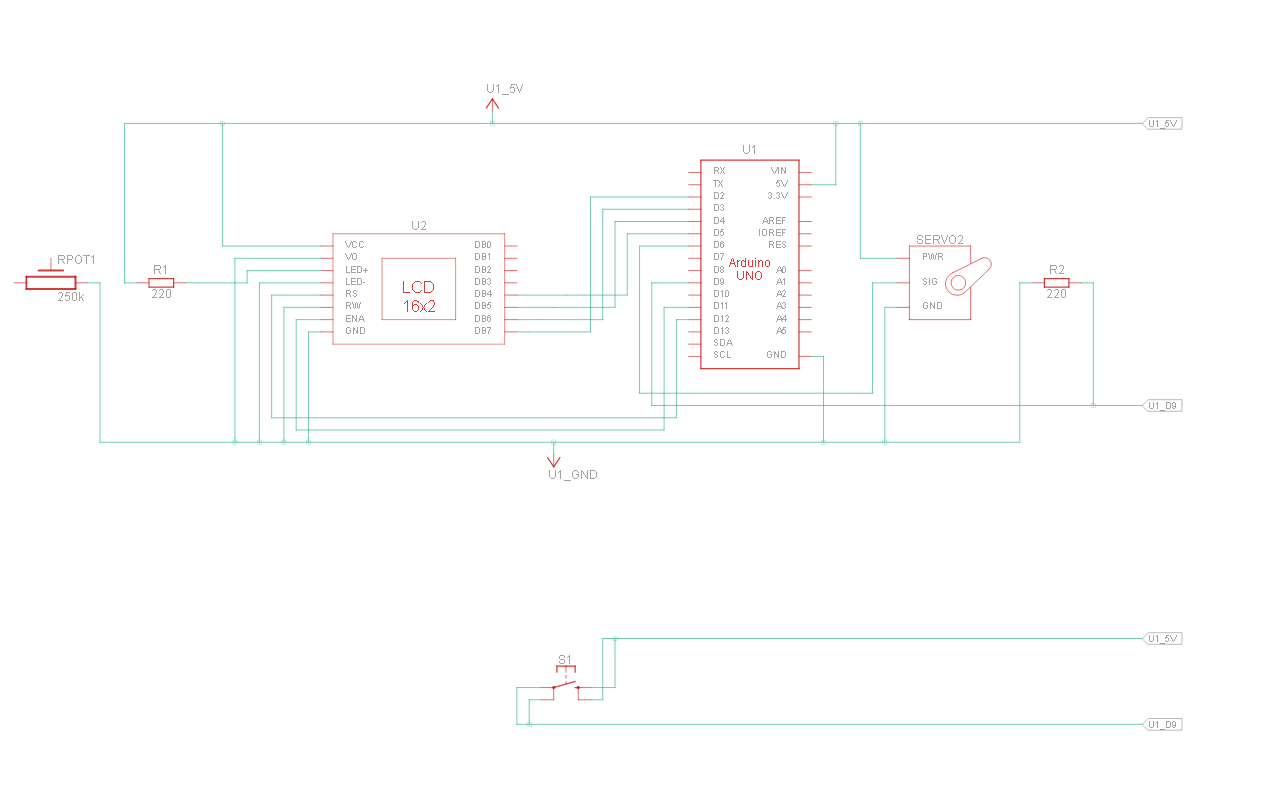 U1_5V
U1_5V
U1
RX VIN
TX 5V
D2 3.3V
D3
D4 AREF
D5 IOREF
D6 RES
D7
D8 A0
D9 A1
D10 A2
D11 A3
D12 A4
D13 A5
SDA
SCL GND
Arduino
UNO
U2
VCC DB0
V0 DB1
LED+ DB2
LED- DB3
RS DB4
RW DB5
ENA DB6
GND DB7
LCD
16x2
SERVO2
PWR
SIG
GND
RPOT1
250k
R1
220
R2
220
U1_D9
U1_GND
U1_5V
S1
U1_D9